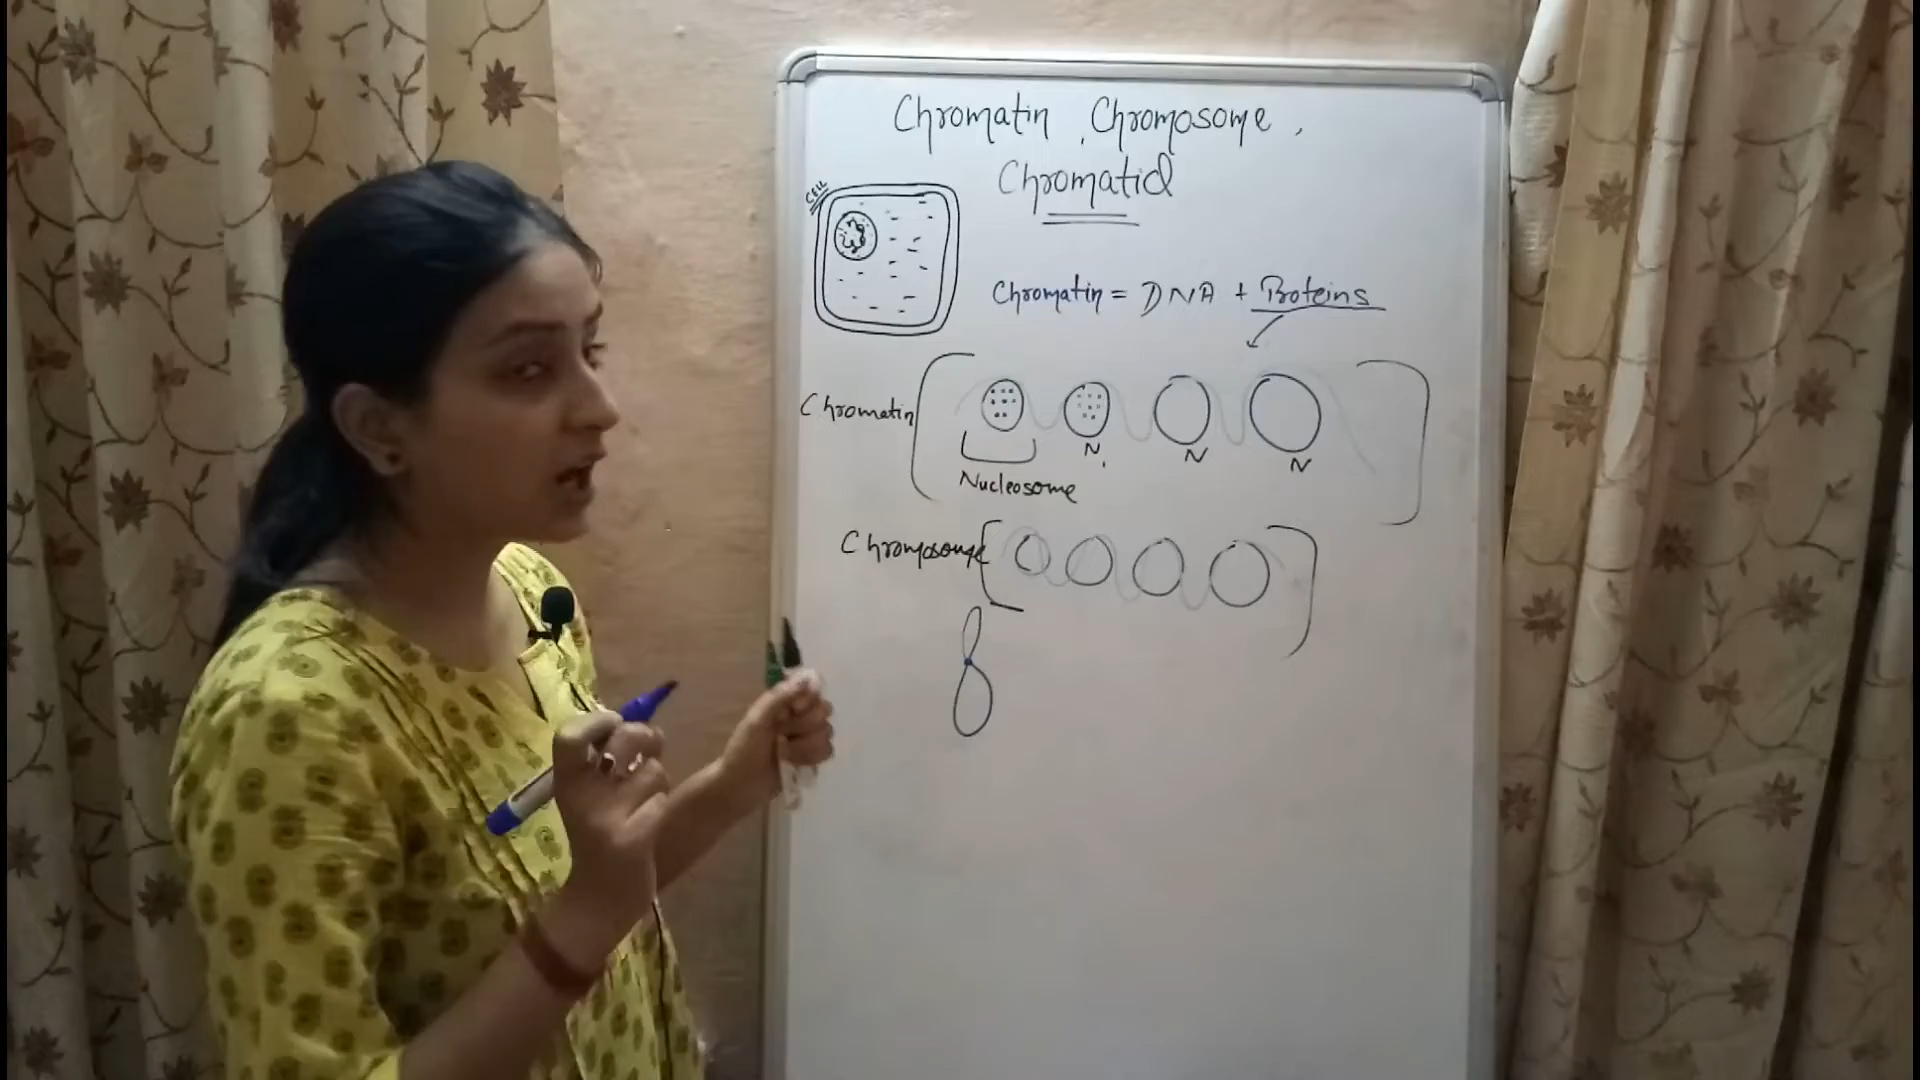 Chromatin, Chromosome,
Chromatid
CELL
Chromatin = DNA + Proteins
Chromatin
N
N
N
Nucleosome
Chromosome